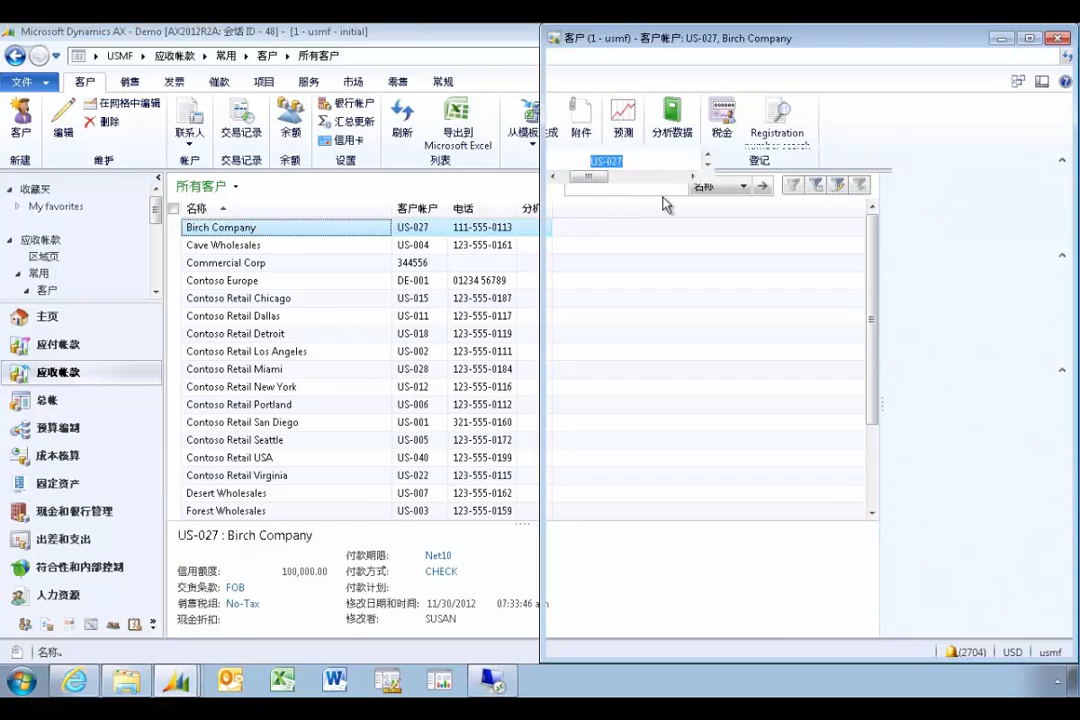 Microsoft Dynamics AX - Demo [AX2012R2A: 会话 ID - 48] - [1 - usmf - initial]
客户 (1 - usmf) - 客户帐户: US-027, Birch Company
USMF 应收帐款 常用 客户 所有客户
文件 客户 销售 发票 催款 项目 服务 市场 零售 常规
客户 编辑 在网格中编辑 删除 联系人 交易记录 余额 银行帐户 汇总更新 信用卡 刷新 导出到 Microsoft Excel
附件 预测 分析数据 税金 Registration
新建 维护 帐户 交易记录 余额 设置 列表 登记
US-027
收藏夹
My favorites
应收帐款
区域页
常用
客户
主页
应付帐款
应收帐款
总帐
预算编制
成本核算
固定资产
现金和银行管理
出差和支出
符合性和内部控制
人力资源
所有客户
名称
名称 客户帐户 电话
Birch Company US-027 111-555-0113
Cave Wholesales US-004 123-555-0161
Commercial Corp 344556
Contoso Europe DE-001 01234 56789
Contoso Retail Chicago US-015 123-555-0187
Contoso Retail Dallas US-011 123-555-0117
Contoso Retail Detroit US-018 123-555-0119
Contoso Retail Los Angeles US-002 123-555-0111
Contoso Retail Miami US-028 123-555-0184
Contoso Retail New York US-012 123-555-0116
Contoso Retail Portland US-006 123-555-0112
Contoso Retail San Diego US-001 321-555-0160
Contoso Retail Seattle US-005 123-555-0172
Contoso Retail USA US-040 123-555-0199
Contoso Retail Virginia US-022 123-555-0115
Desert Wholesales US-007 123-555-0162
Forest Wholesales US-003 123-555-0159
US-027 : Birch Company
付款期限: Net10
信用额度: 100,000.00 付款方式: CHECK
交货条款: FOB 付款计划:
销售税组: No-Tax 修改日期和时间: 11/30/2012 07:33:46
现金折扣: 修改者: SUSAN
名称。
(2704) USD usmf